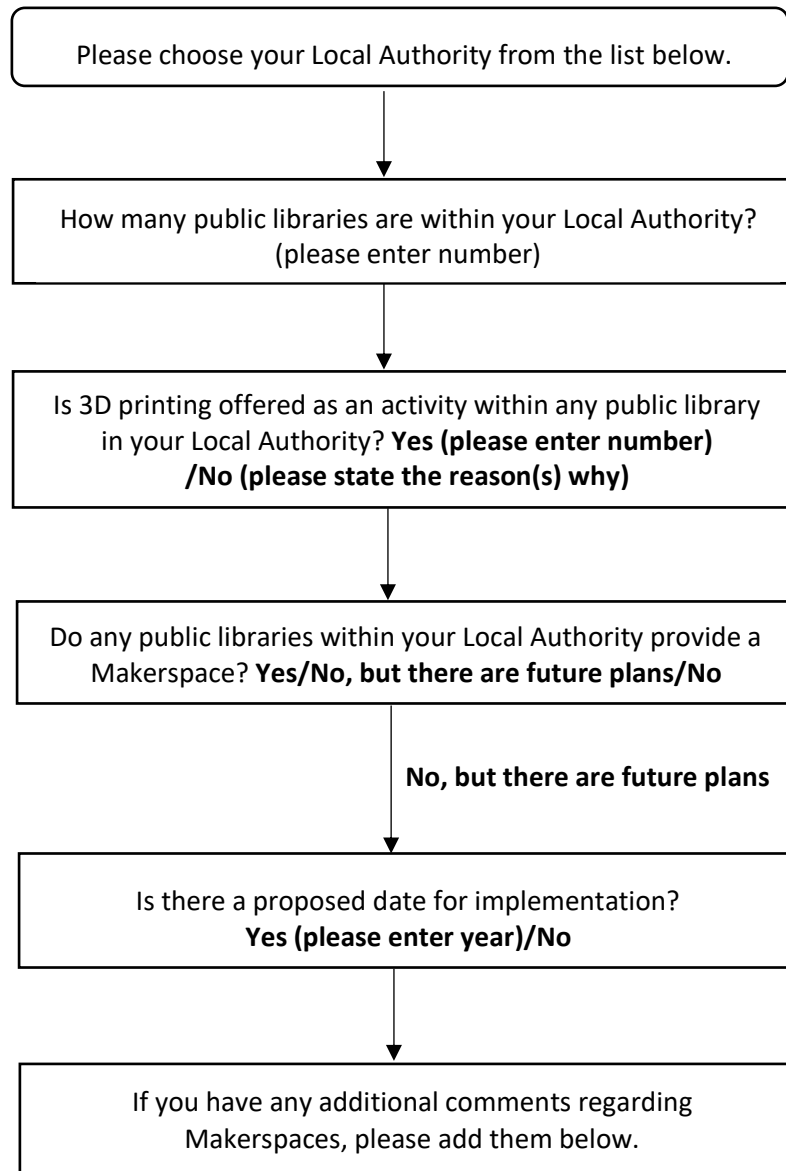 Please choose your Local Authority from the list below.
How many public libraries are within your Local Authority?
(please enter number)
Is 3D printing offered as an activity within any public library
in your Local Authority? Yes (please enter number)
/No (please state the reason(s) why)
Do any public libraries within your Local Authority provide a
Makerspace? Yes/No, but there are future plans/No
No, but there are future plans
Is there a proposed date for implementation?
Yes (please enter year)/No
If you have any additional comments regarding
Makerspaces, please add them below.